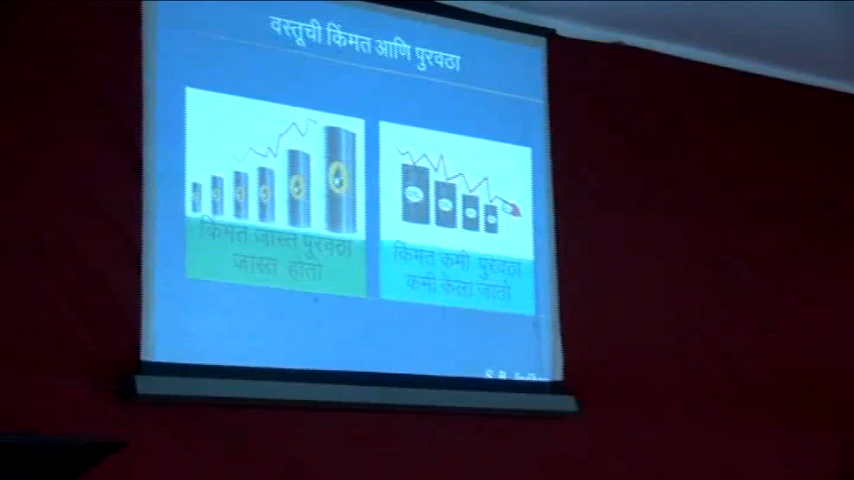 वस्तूची किंमत आणि पुरवठा
किंमत जास्त पुरवठा
जास्त होतो
किंमत कमी पुरवठा
कमी केला जातो
S. B.